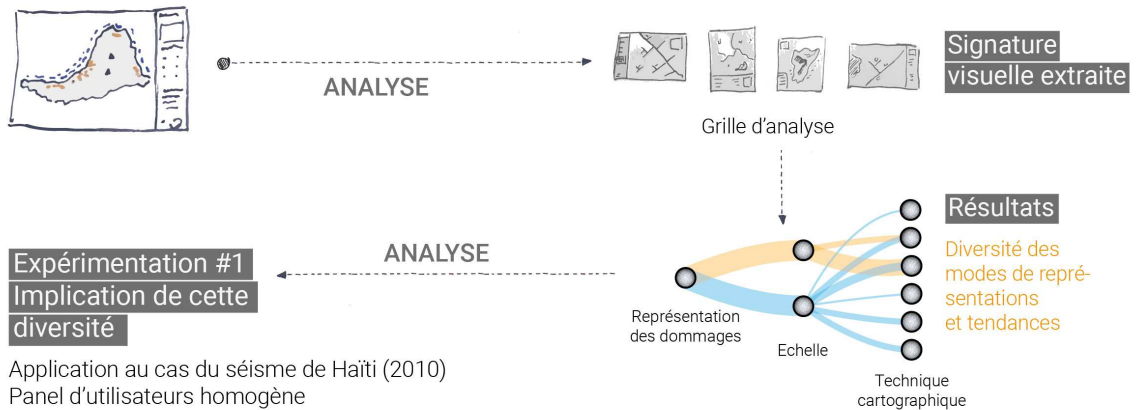 ANALYSE
Signature
visuelle extraite
Grille d'analyse
Résultats
Diversité des
modes de repré-
sentations
et tendances
Représentation
des dommages
Echelle
Technique
cartographique
ANALYSE
Expérimentation #1
Implication de cette
diversité
Application au cas du séisme de Haïti (2010)
Panel d'utilisateurs homogène